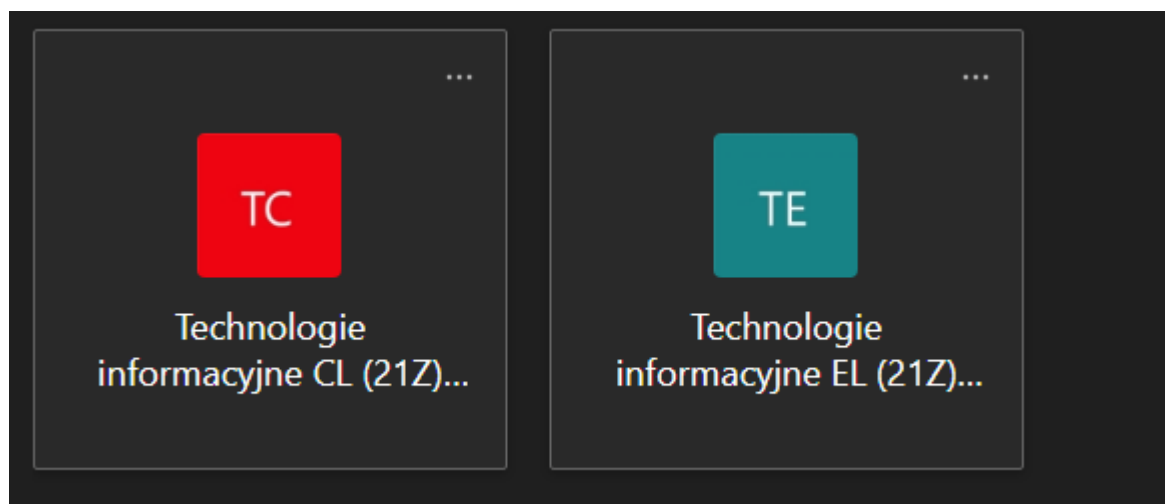 TC
Technologie
informacyjne CL (21Z)...
TE
Technologie
informacyjne EL (21Z)...